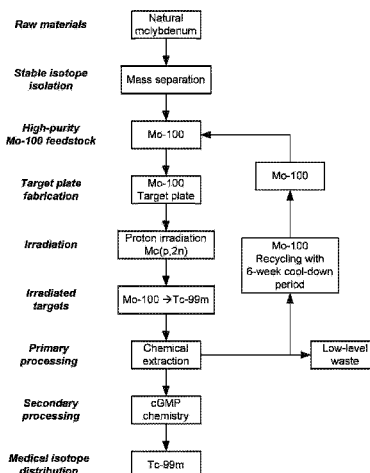 Raw materials
Natural
mclybdenum
Stable isotope
isolation
Mass separation
High-purity
Mo-100 feedstock
Mo-100
Mo-100
Target plate
fabrication
Mo-100
Target plate
Irradiation
Proton irradiation
Mc(p,2n)
Mo-100
Recycling with
6-week cool-down
period
Irradiated
targets
Mo-100 →Tc-99m
Primary
processing
Chemical
extraction
Low-level
waste
Secondary
processing
cGMP
chemistry
Medical isotope
distribution
Tc-99m